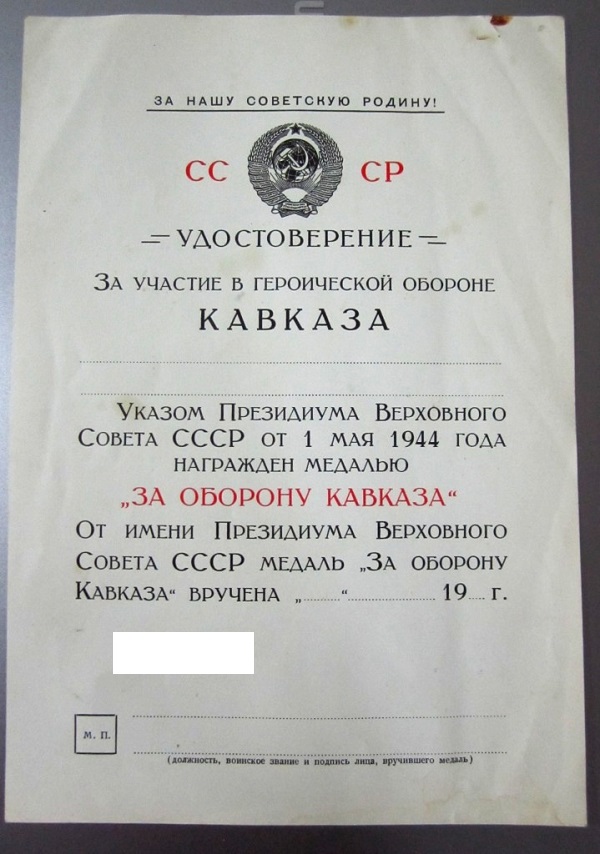 ЗА НАШУ СОВЕТСКУЮ РОДИНУ!
СС СР
УДОСТОВЕРЕНИЕ
ЗА УЧАСТИЕ В ГЕРОИЧЕСКОЙ ОБОРОНЕ
КАВКАЗА
УКАЗОМ ПРЕЗИДИУМА ВЕРХОВНОГО
СОВЕТА СССР ОТ 1 МАЯ 1944 ГОДА
НАГРАЖДЕН МЕДАЛЬЮ
„ЗА ОБОРОНУ КАВКАЗА“
ОТ ИМЕНИ ПРЕЗИДИУМА ВЕРХОВНОГО
СОВЕТА СССР МЕДАЛЬ „ЗА ОБОРОНУ
КАВКАЗА“ ВРУЧЕНА „.......“.................. 19.... Г.
М. П.
(должность, воинское звание и подпись лица, вручившего медаль)